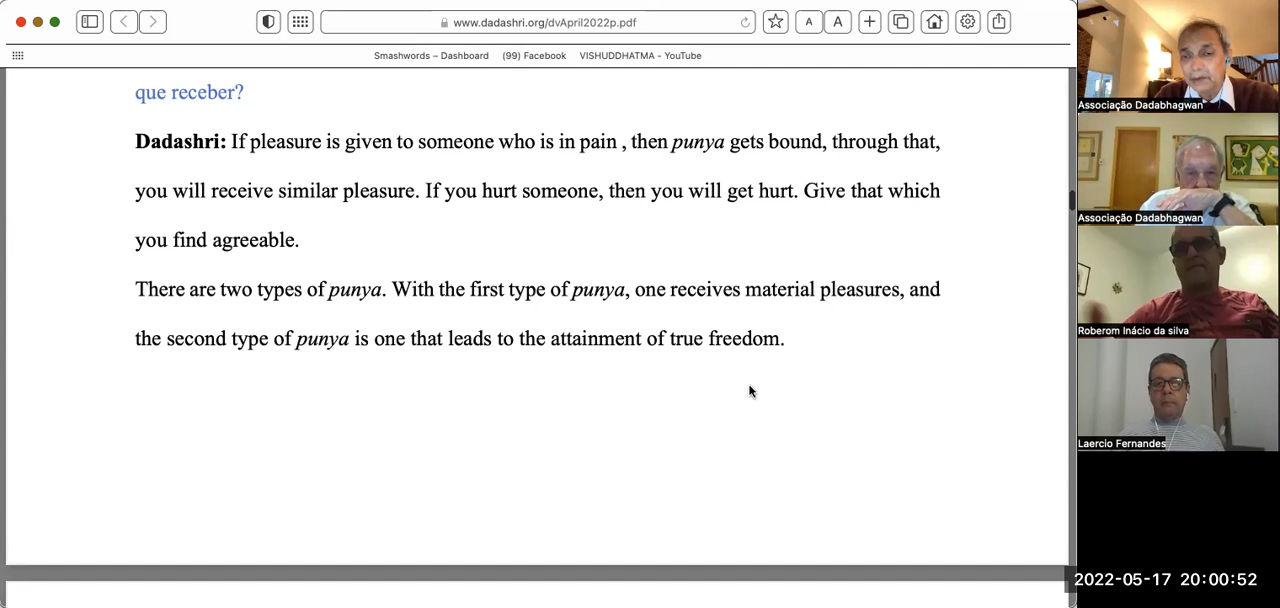 www.dadashri.org/dvApril2022p.pdf
A A
Smashwords – Dashboard (99) Facebook VISHUDDHATMA - YouTube
que receber?
Dadashri: If pleasure is given to someone who is in pain , then punya gets bound, through that,
you will receive similar pleasure. If you hurt someone, then you will get hurt. Give that which
you find agreeable.
There are two types of punya. With the first type of punya, one receives material pleasures, and
the second type of punya is one that leads to the attainment of true freedom.
Associação Dadabhagwan
Associação Dadabhagwan
Roberom Inácio da silva
Laercio Fernandes
2022-05-17 20:00:52